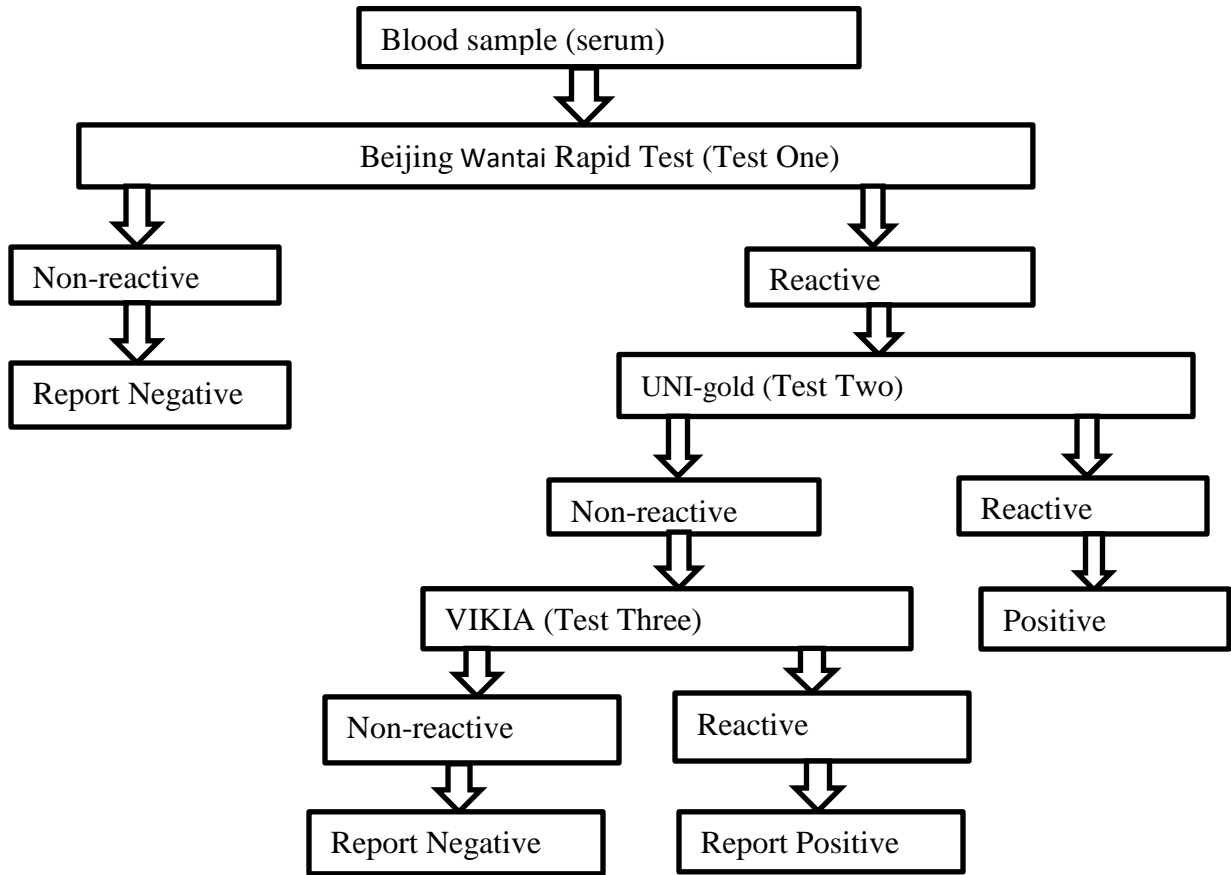 Blood sample (serum)
Beijing Wantai Rapid Test (Test One)
Non-reactive
Reactive
Report Negative
UNI-gold (Test Two)
Non-reactive
Reactive
VIKIA (Test Three)
Positive
Non-reactive
Reactive
Report Negative
Report Positive